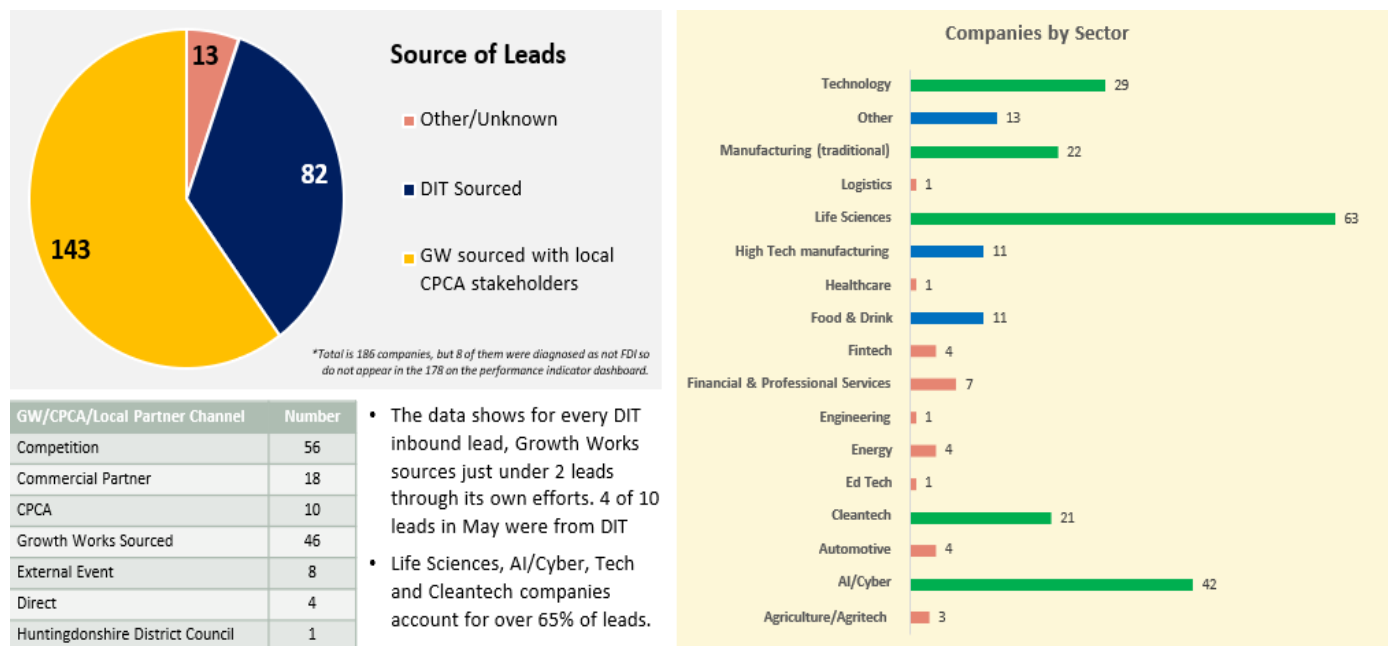 Source of Leads
13
82
143
Other/Unknown
DIT Sourced
GW sourced with local
CPCA stakeholders
*Total is 186 companies, but 8 of them were diagnosed as not FDI so
do not appear in the 178 on the performance indicator dashboard.
GW/CPCA/Local Partner Channel Number
Competition 56
Commercial Partner 18
CPCA 10
Growth Works Sourced 46
External Event 8
Direct 4
Huntingdonshire District Council 1
• The data shows for every DIT
inbound lead, Growth Works
sources just under 2 leads
through its own efforts. 4 of 10
leads in May were from DIT
• Life Sciences, AI/Cyber, Tech
and Cleantech companies
account for over 65% of leads.
Companies by Sector
Technology 29
Other 13
Manufacturing (traditional) 22
Logistics 1
Life Sciences 63
High Tech manufacturing 11
Healthcare 1
Food & Drink 11
Fintech 4
Financial & Professional Services 7
Engineering 1
Energy 4
Ed Tech 1
Cleantech 21
Automotive 4
AI/Cyber 42
Agriculture/Agritech 3